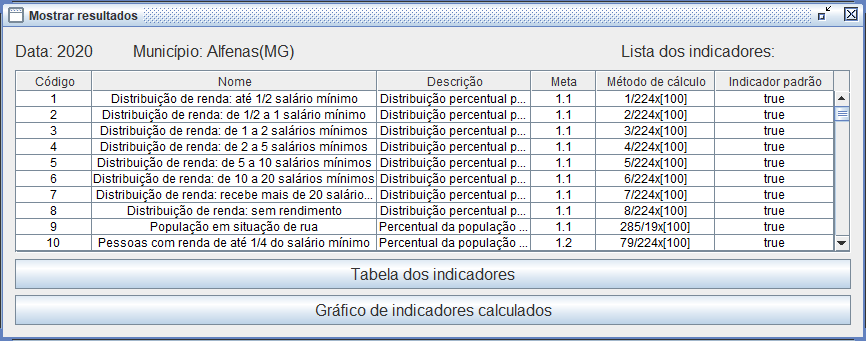 Mostrar resultados
Data: 2020 Município: Alfenas(MG) Lista dos indicadores:
Código Nome Descrição Meta Método de cálculo Indicador padrão
1 Distribuição de renda: até 1/2 salário mínimo Distribuição percentual p... 1.1 1/224x[100] true
2 Distribuição de renda: de 1/2 a 1 salário mínimo Distribuição percentual p... 1.1 2/224x[100] true
3 Distribuição de renda: de 1 a 2 salários mínimos Distribuição percentual p... 1.1 3/224x[100] true
4 Distribuição de renda: de 2 a 5 salários mínimos Distribuição percentual p... 1.1 4/224x[100] true
5 Distribuição de renda: de 5 a 10 salários mínimos Distribuição percentual p... 1.1 5/224x[100] true
6 Distribuição de renda: de 10 a 20 salários mínimos Distribuição percentual p... 1.1 6/224x[100] true
7 Distribuição de renda: recebe mais de 20 salário... Distribuição percentual p... 1.1 7/224x[100] true
8 Distribuição de renda: sem rendimento Distribuição percentual p... 1.1 8/224x[100] true
9 População em situação de rua Percentual da população ... 1.1 285/19x[100] true
10 Pessoas com renda de até 1/4 do salário mínimo Percentual da população ... 1.2 79/224x[100] true
Tabela dos indicadores
Gráfico de indicadores calculados